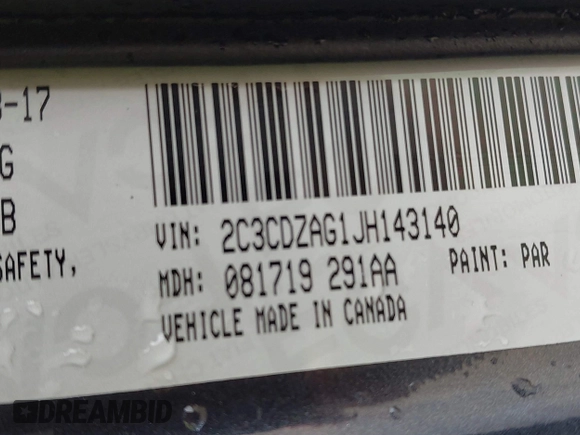 -17
G
B
SAFETY,
VIN: 2C3CDZAG1JH143140
MDH: 081719 291AA PAINT: PAR
VEHICLE MADE IN CANADA
DREAMBID